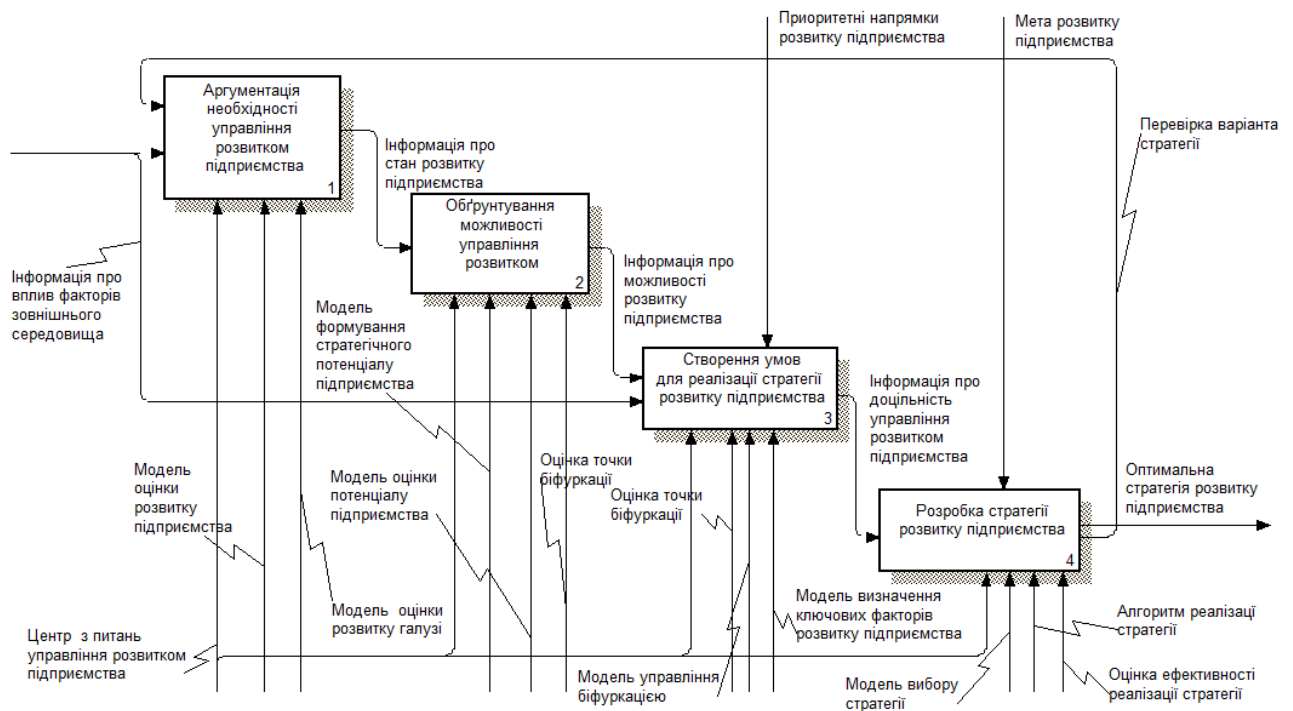 Приоритетні напрямки
розвитку підприємства
Мета розвитку
підприємства
Аргументація
необхідності
управління
розвитком
підприємства
1
Перевірка варіанта
стратегії
Інформація про
стан розвитку
підприємства
Обґрунтування
можливості
управління
розвитком
2
Інформація про
вплив факторів
зовнішнього
середовища
Інформація про
можливості
розвитку
підприємства
Модель
формування
стратегічного
потенціалу
підприємства
Створення умов
для реалізації стратегії
розвитку підприємства
3
Інформація про
доцільність
управління
розвитком
підприємства
Модель
оцінки
розвитку
підприємства
Модель оцінки
потенціалу
підприємства
Оцінка точки
біфуркації
Оцінка точки
біфуркації
Оптимальна
стратегія розвитку
підприємства
Розробка стратегії
розвитку підприємства
4
Модель оцінки
розвитку галузі
Модель визначення
ключових факторів
розвитку підприємства
Алгоритм реалізаці
стратегії
Центр з питань
управління розвитком
підприємства
Модель управління
біфуркацією
Модель вибору
стратегії
Оцінка ефективності
реалізації стратегії